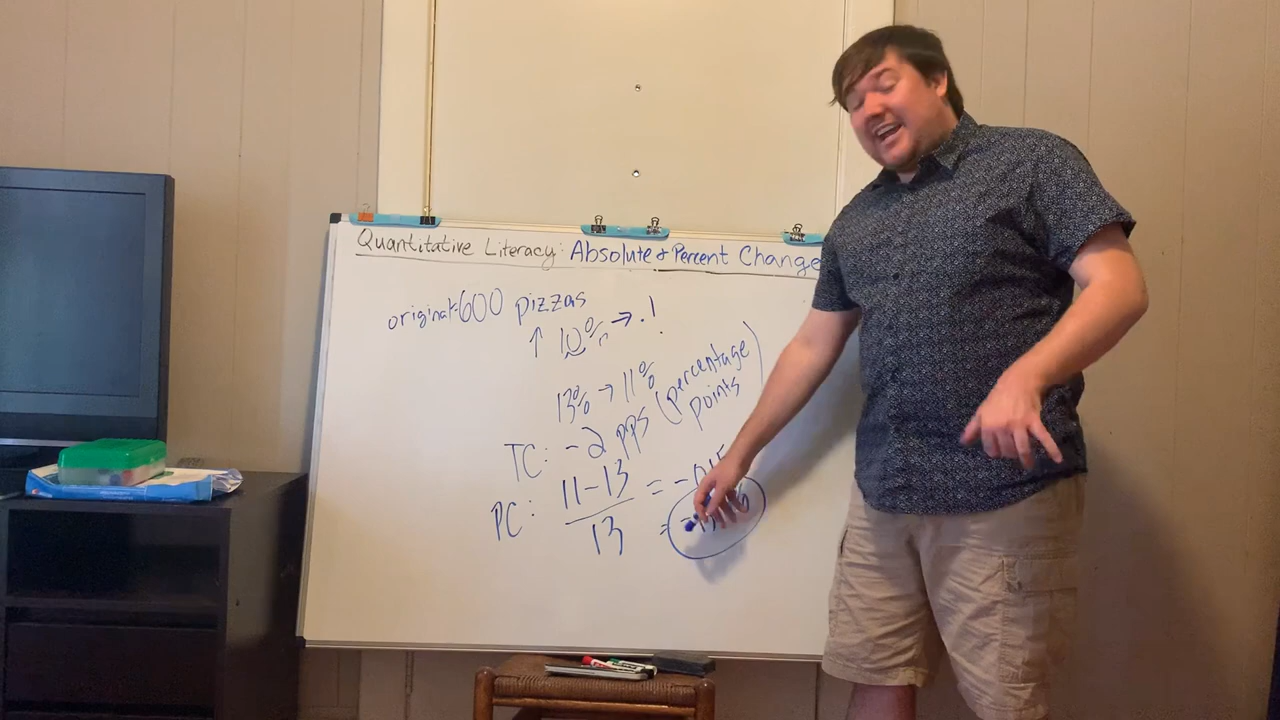 Quantitative Literacy: Absolute & Percent Change
original: 600 pizzas
↑ 10% → .1
13% → 11%
TC: -2 pps (percentage points)
PC: 11-13 / 13 = -0.15
=